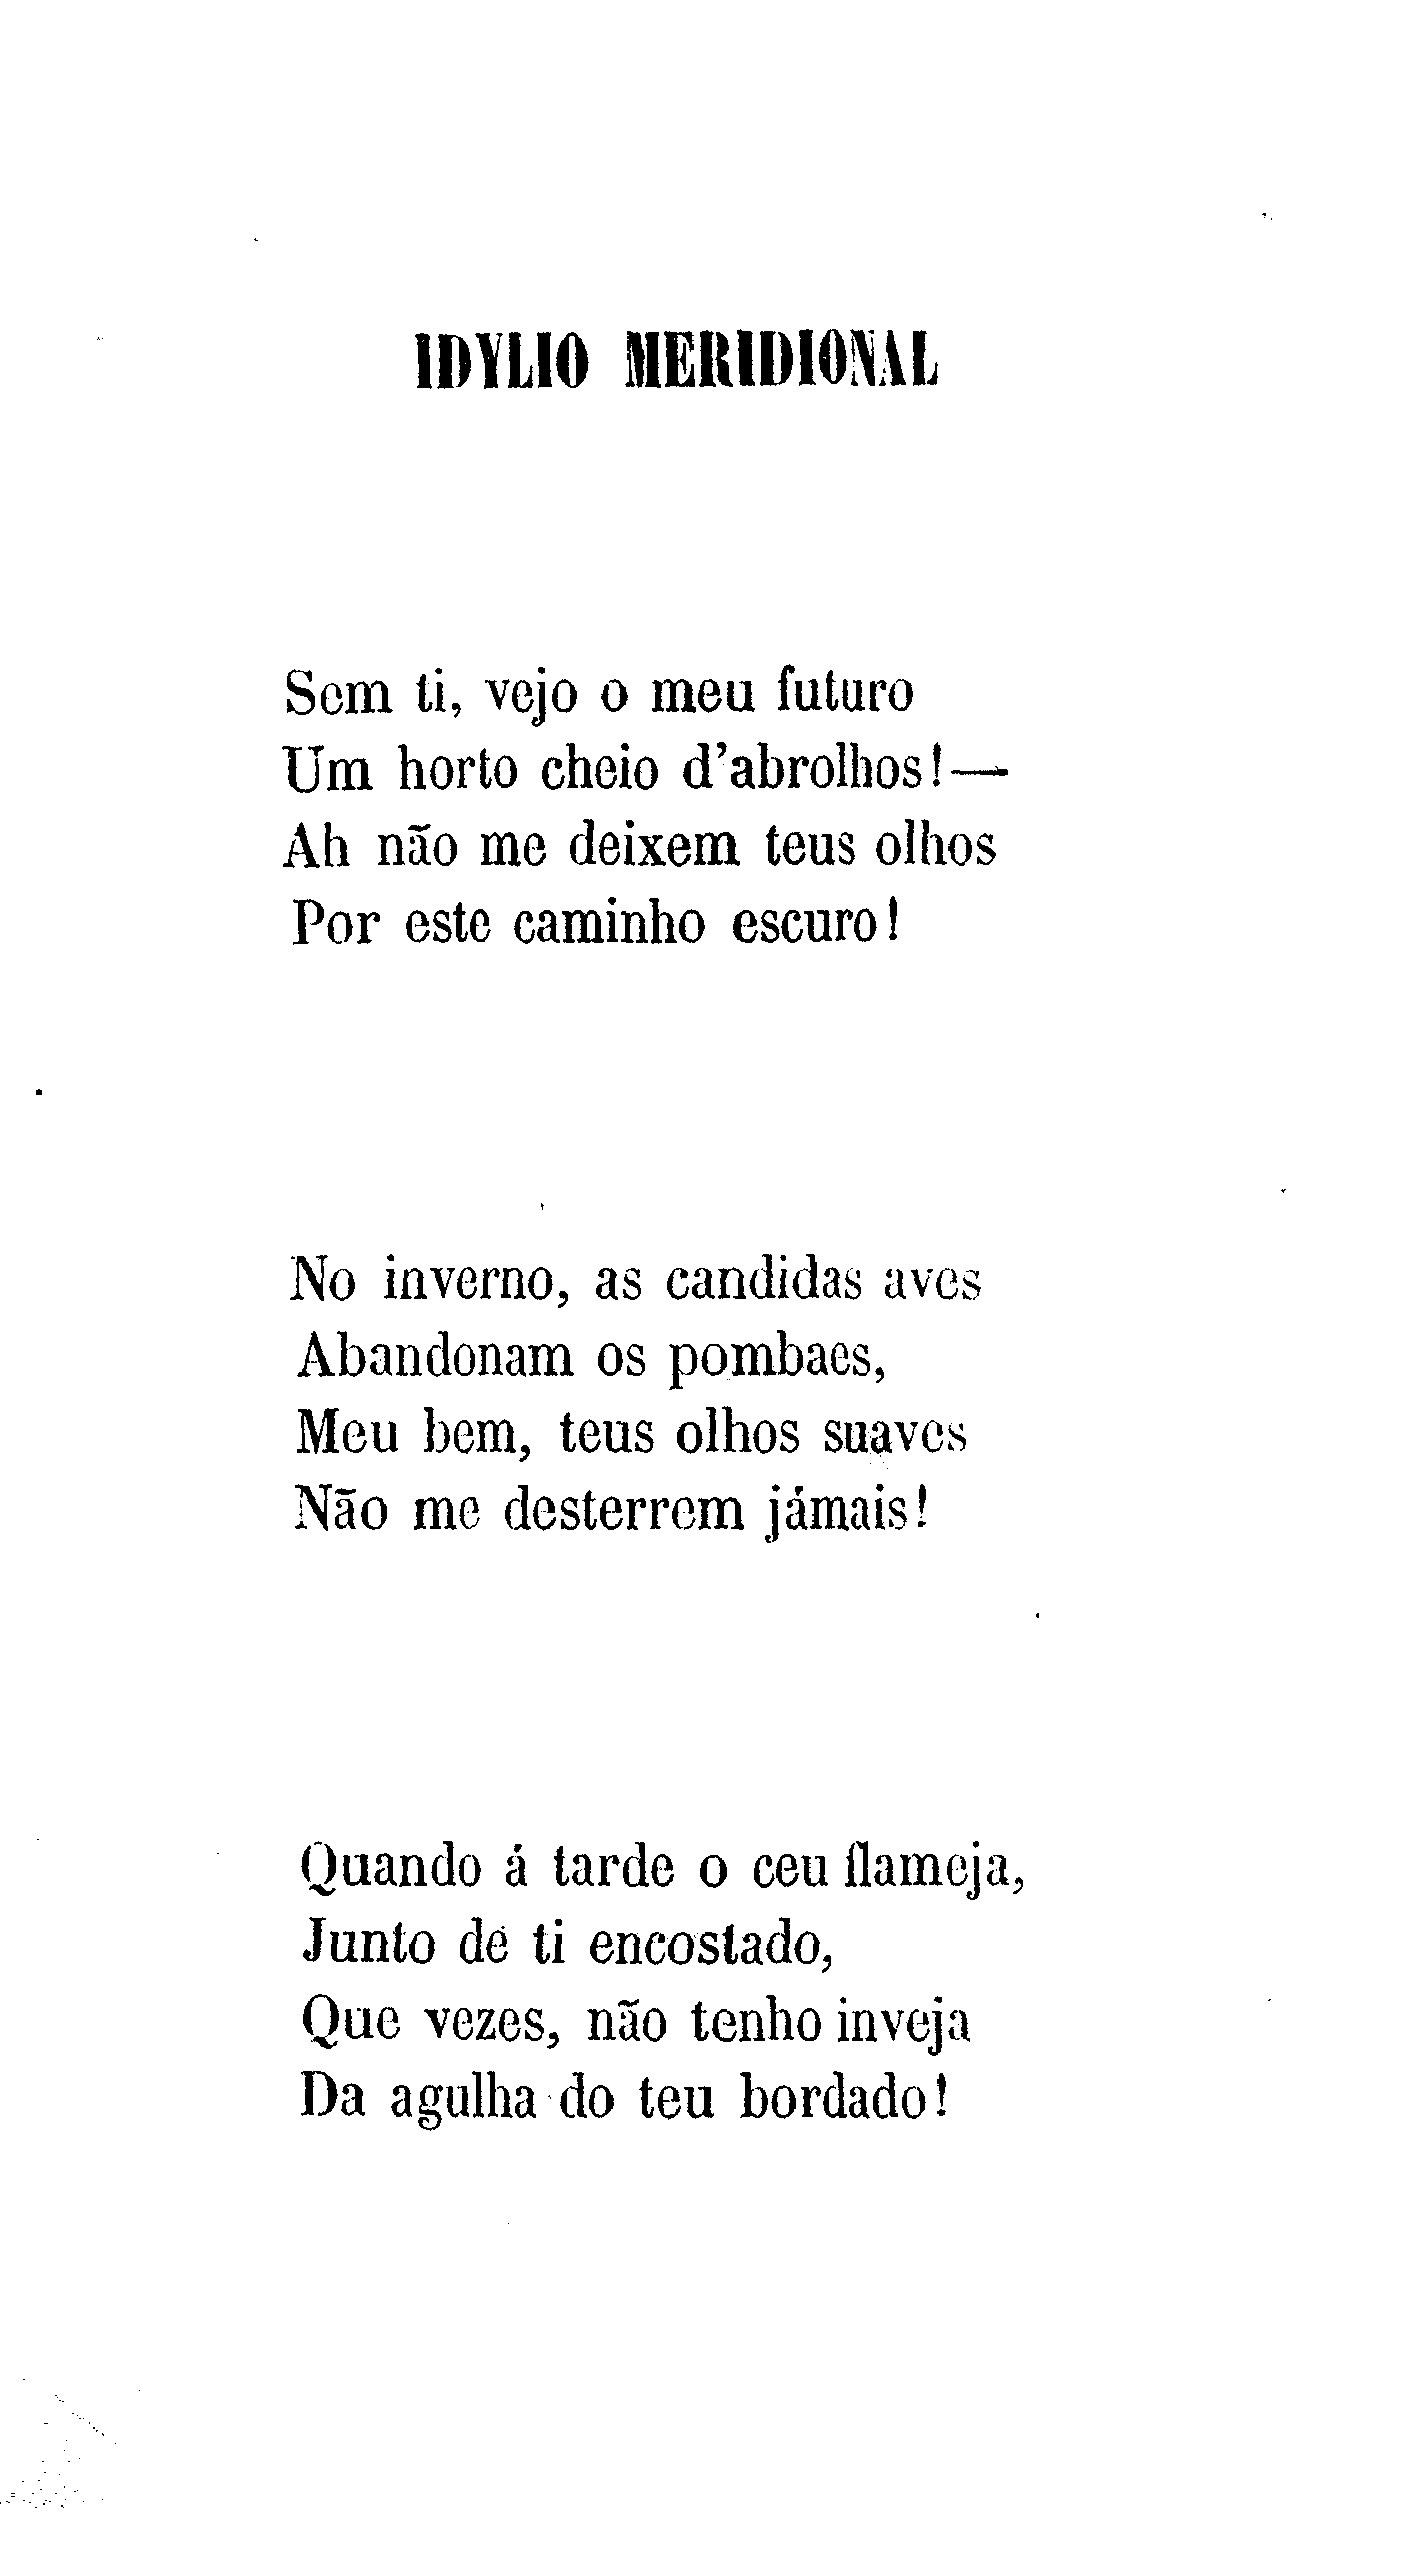 IDYLIO MERIDIONAL
Sem ti, vejo o meu futuro
Um horto cheio d'abrolhos!—
Ah não me deixem teus olhos
Por este caminho escuro!
No inverno, as candidas aves
Abandonam os pombaes,
Meu bem, teus olhos suaves
Não me desterrem jámais!
Quando á tarde o ceu flameja,
Junto de ti encostado,
Que vezes, não tenho inveja
Da agulha do teu bordado!